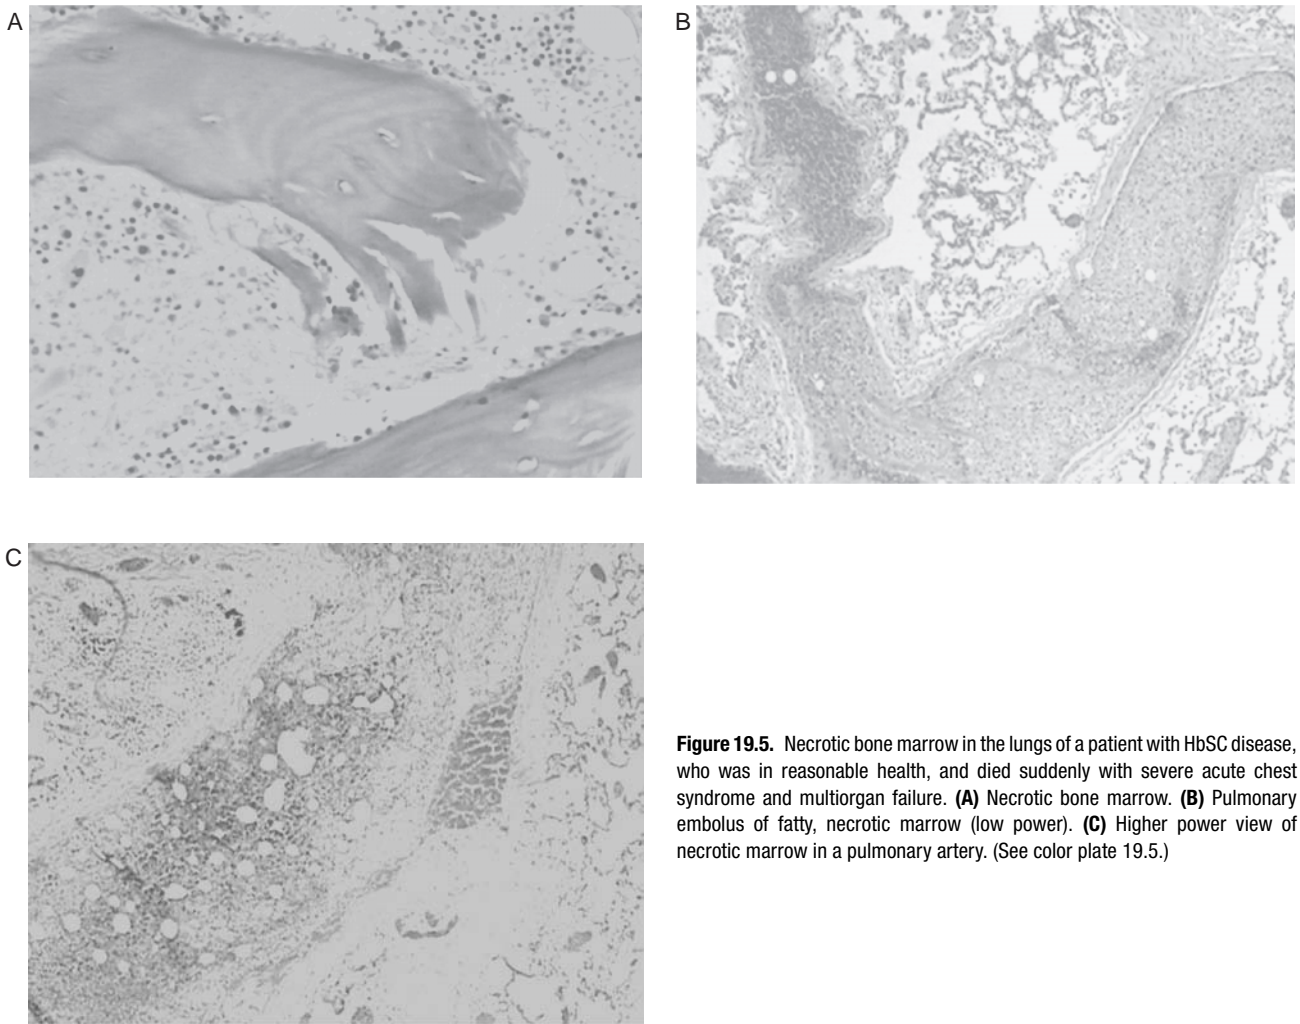 A
B
C
Figure 19.5. Necrotic bone marrow in the lungs of a patient with HbSC disease,
who was in reasonable health, and died suddenly with severe acute chest
syndrome and multiorgan failure. (A) Necrotic bone marrow. (B) Pulmonary
embolus of fatty, necrotic marrow (low power). (C) Higher power view of
necrotic marrow in a pulmonary artery. (See color plate 19.5.)